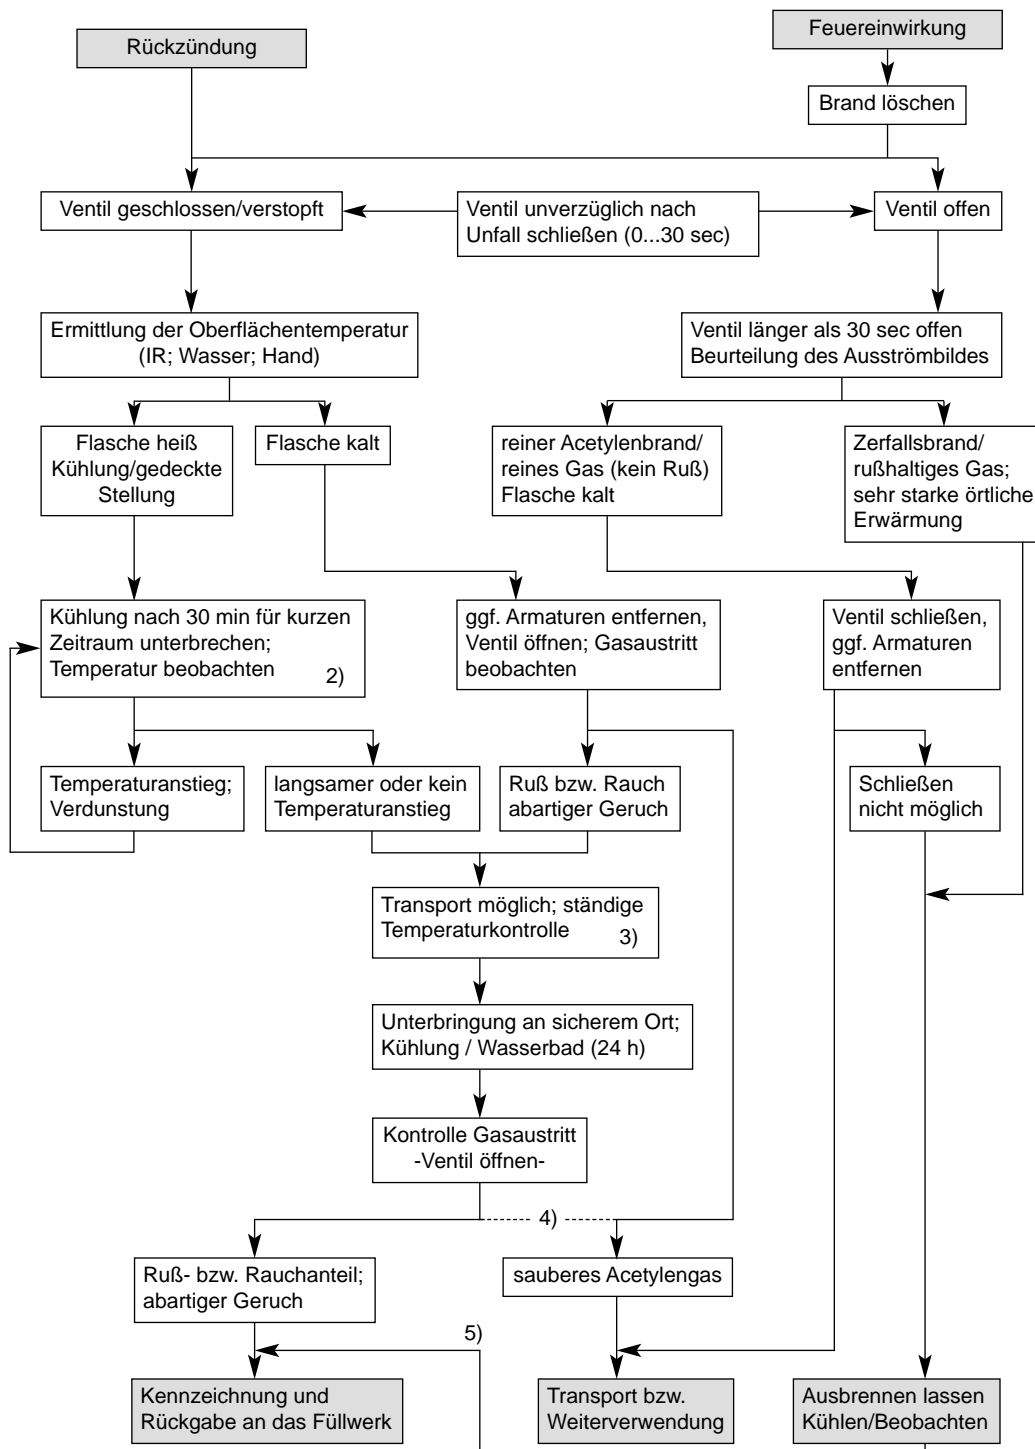 Rückzündung
Feuereinwirkung
Brand löschen
Ventil geschlossen/verstopft
Ventil unverzüglich nach
Unfall schließen (0...30 sec)
Ventil offen
Ermittlung der Oberflächentemperatur
(IR; Wasser; Hand)
Ventil länger als 30 sec offen
Beurteilung des Ausströmbildes
Flasche heiß
Kühlung/gedeckte
Stellung
Flasche kalt
reiner Acetylenbrand/
reines Gas (kein Ruß)
Flasche kalt
Zerfallsbrand/
rußhaltiges Gas;
sehr starke örtliche
Erwärmung
Kühlung nach 30 min für kurzen
Zeitraum unterbrechen;
Temperatur beobachten 2)
ggf. Armaturen entfernen,
Ventil öffnen; Gasaustritt
beobachten
Ventil schließen,
ggf. Armaturen
entfernen
Temperaturanstieg;
Verdunstung
langsamer oder kein
Temperaturanstieg
Ruß bzw. Rauch
abartiger Geruch
Schließen
nicht möglich
Transport möglich; ständige
Temperaturkontrolle 3)
Unterbringung an sicherem Ort;
Kühlung / Wasserbad (24 h)
Kontrolle Gasaustritt
-Ventil öffnen-
4)
Ruß- bzw. Rauchanteil;
abartiger Geruch
sauberes Acetylengas
5)
Kennzeichnung und
Rückgabe an das Füllwerk
Transport bzw.
Weiterverwendung
Ausbrennen lassen
Kühlen/Beobachten